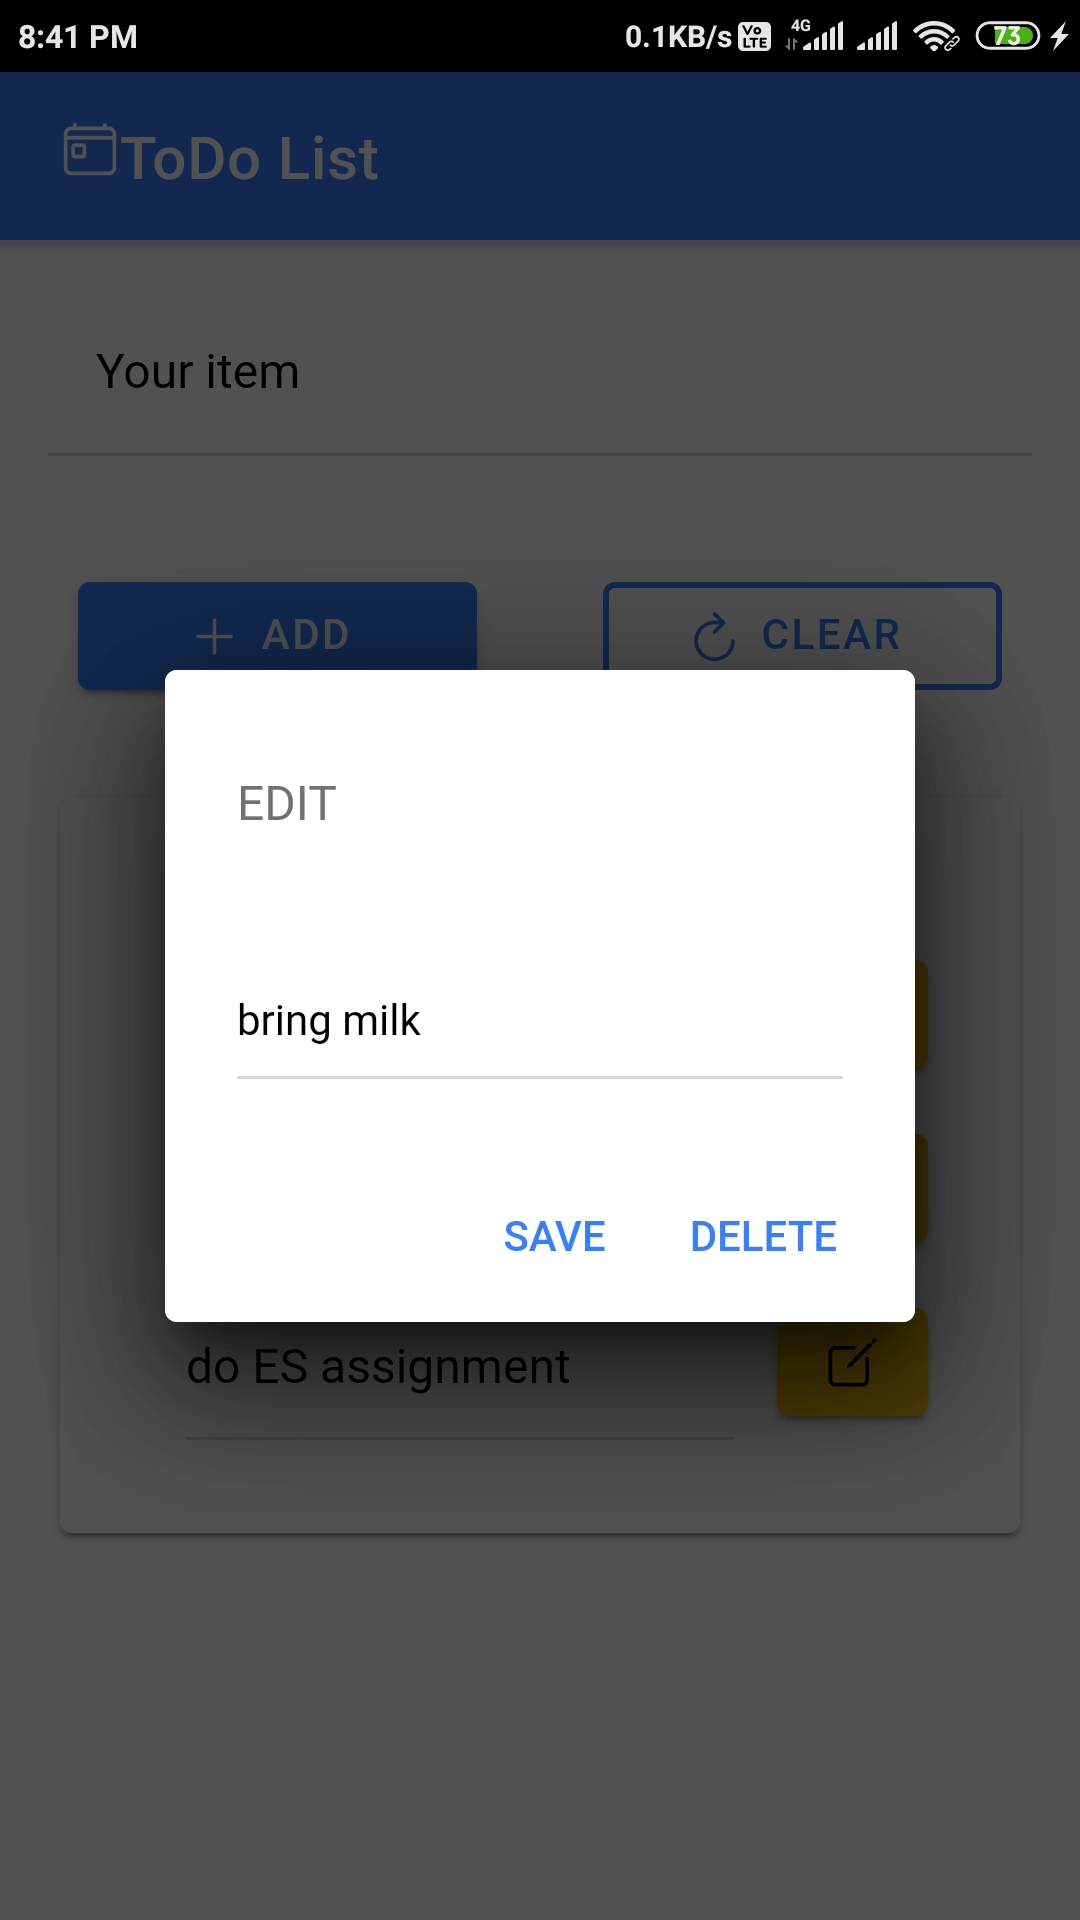 8:41 PM 0.1KB/s Vo LTE 4G 73
ToDo List
Your item
ADD CLEAR
EDIT
bring milk
SAVE DELETE
do ES assignment